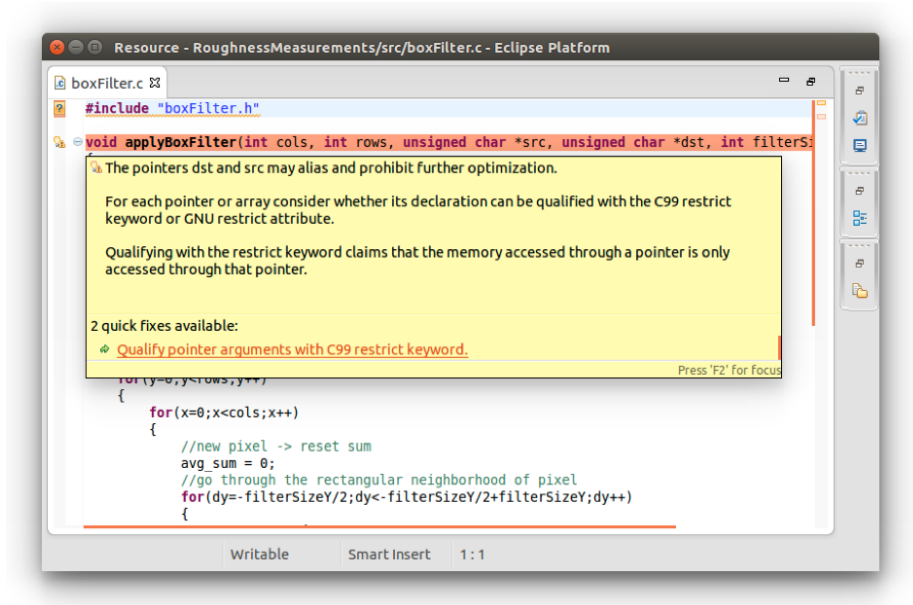 Resource - RoughnessMeasurements/src/boxFilter.c - Eclipse Platform
boxFilter.c
#include "boxFilter.h"
void applyBoxFilter(int cols, int rows, unsigned char *src, unsigned char *dst, int filterSi
The pointers dst and src may alias and prohibit further optimization.
For each pointer or array consider whether its declaration can be qualified with the C99 restrict
keyword or GNU restrict attribute.
Qualifying with the restrict keyword claims that the memory accessed through a pointer is only
accessed through that pointer.
2 quick fixes available:
Qualify pointer arguments with C99 restrict keyword.
Press 'F2' for focus
for(y=0;y<rows;y++)
{
for(x=0;x<cols;x++)
{
//new pixel -> reset sum
avg_sum = 0;
//go through the rectangular neighborhood of pixel
for(dy=-filterSizeY/2;dy<-filterSizeY/2+filterSizeY;dy++)
{
Writable
Smart Insert
1 : 1